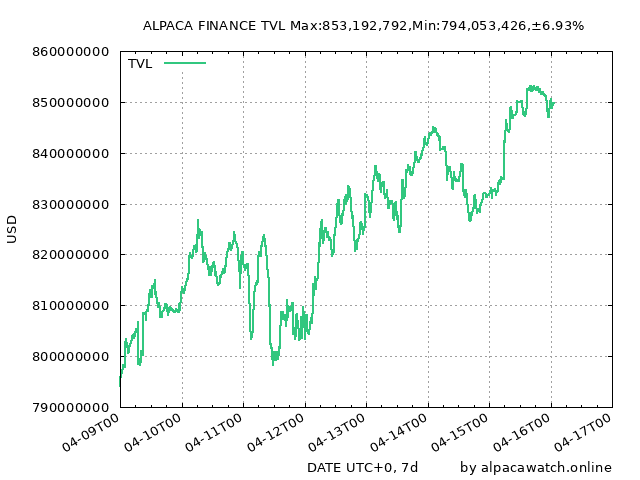 ALPACA FINANCE TVL Max:853,192,792,Min:794,053,426,±6.93%
TVL
860000000
850000000
840000000
830000000
820000000
810000000
800000000
790000000
USD
04-09T00
04-10T00
04-11T00
04-12T00
04-13T00
04-14T00
04-15T00
04-16T00
04-17T00
DATE UTC+0, 7d
by alpacawatch.online